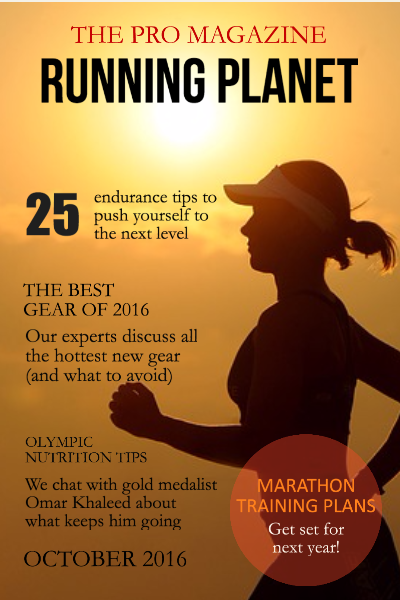 THE PRO MAGAZINE
RUNNING PLANET
25
endurance tips to
push yourself to
the next level
THE BEST
GEAR OF 2016
Our experts discuss all
the hottest new gear
(and what to avoid)
OLYMPIC
NUTRITION TIPS
We chat with gold medalist
Omar Khaleed about
what keeps him going
OCTOBER 2016
MARATHON
TRAINING PLANS
Get set for
next year!